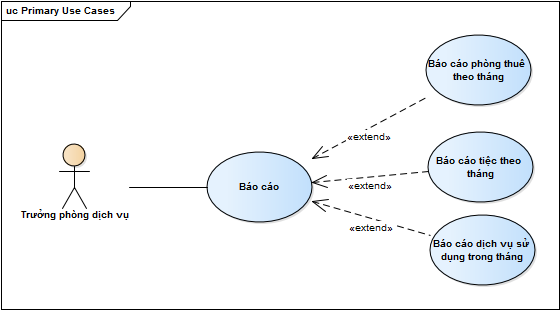 uc Primary Use Cases
Báo cáo phòng thuê
theo tháng
«extend»
Báo cáo tiệc theo
tháng
«extend»
Báo cáo
Trưởng phòng dịch vụ
«extend»
Báo cáo dịch vụ sử
dụng trong tháng